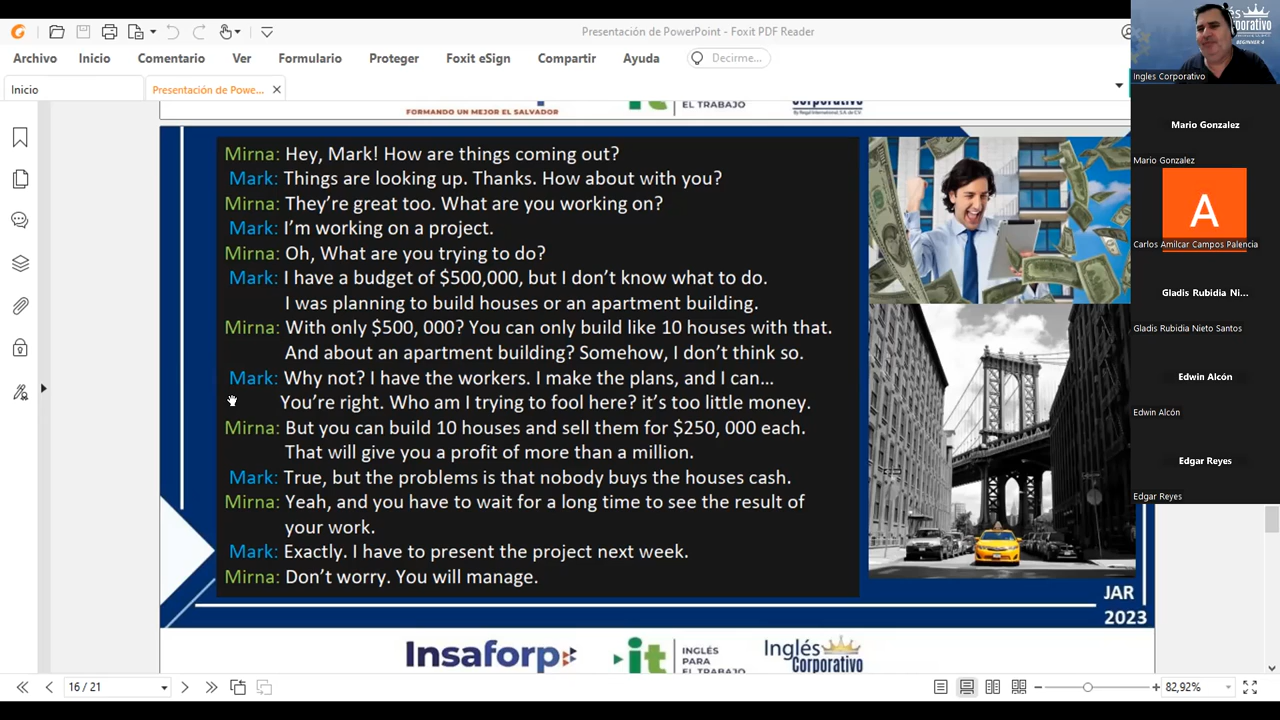 Presentación de PowerPoint - Foxit PDF Reader
Archivo Inicio Comentario Ver Formulario Proteger Foxit eSign Compartir Ayuda Decirme...
Inicio Presentación de Powe...
FORMANDO UN MEJOR EL SALVADOR
EL TRABAJO
Corporativo
Mirna: Hey, Mark! How are things coming out?
Mark: Things are looking up. Thanks. How about with you?
Mirna: They're great too. What are you working on?
Mark: I'm working on a project.
Mirna: Oh, What are you trying to do?
Mark: I have a budget of $500,000, but I don't know what to do.
I was planning to build houses or an apartment building.
Mirna: With only $500, 000? You can only build like 10 houses with that.
And about an apartment building? Somehow, I don't think so.
Mark: Why not? I have the workers. I make the plans, and I can...
You're right. Who am I trying to fool here? it's too little money.
Mirna: But you can build 10 houses and sell them for $250, 000 each.
That will give you a profit of more than a million.
Mark: True, but the problems is that nobody buys the houses cash.
Mirna: Yeah, and you have to wait for a long time to see the result of
your work.
Mark: Exactly. I have to present the project next week.
Mirna: Don't worry. You will manage.
JAR
2023
Insaforp
it
INGLÉS
PARA
EL TRABAJO
Inglés
Corporativo
16 / 21
82,92%
BEGINNER 4
Ingles Corporativo
Mario Gonzalez
Mario Gonzalez
A
Carlos Amilcar Campos Palencia
Gladis Rubidia Ni...
Gladis Rubidia Nieto Santos
Edwin Alcón
Edwin Alcón
Edgar Reyes
Edgar Reyes